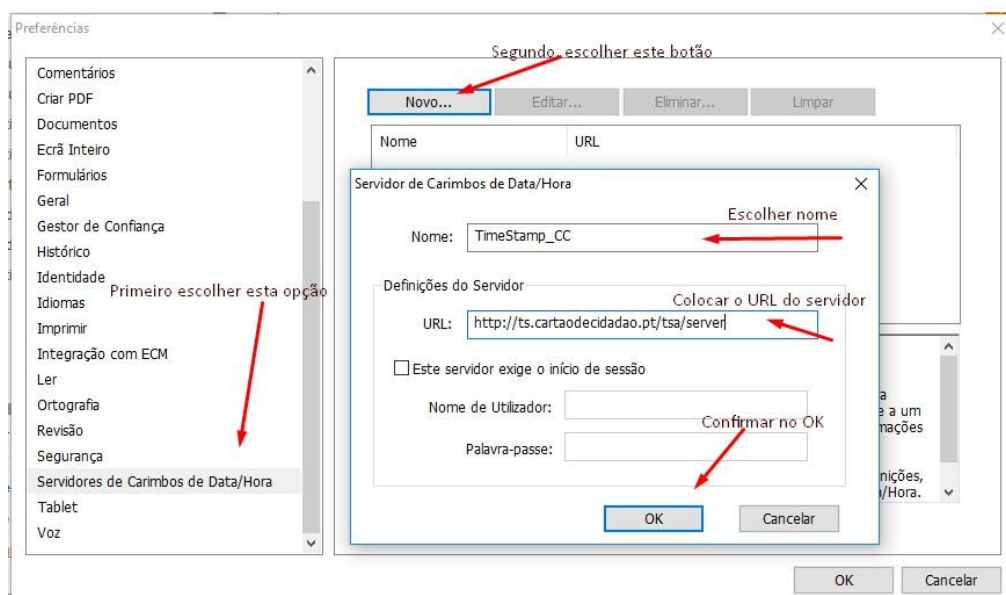 Preferências
Segundo, escolher este botão
Comentários
Criar PDF
Documentos
Ecrã Inteiro
Formulários
Geral
Gestor de Confiança
Histórico
Identidade
Idiomas
Imprimir
Integração com ECM
Ler
Ortografia
Revisão
Segurança
Servidores de Carimbos de Data/Hora
Tablet
Voz
Primeiro escolher esta opção
Novo... Editar... Eliminar... Limpar
Nome URL
Servidor de Carimbos de Data/Hora
Escolher nome
Nome: TimeStamp_CC
Definições do Servidor
Colocar o URL do servidor
URL: http://ts.cartaodecidadao.pt/tsa/server
Este servidor exige o início de sessão
Nome de Utilizador:
Confirmar no OK
Palavra-passe:
OK Cancelar
a
e a um
mações
nições,
/Hora.
OK Cancelar